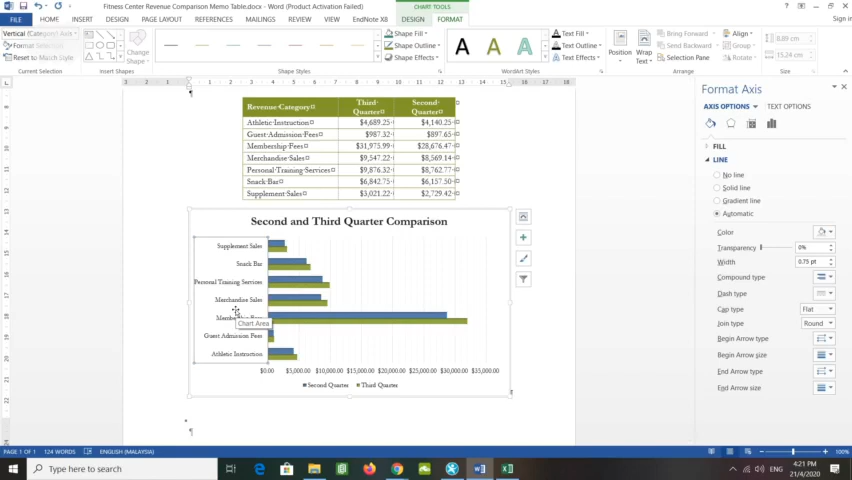 Fitness Center Revenue Comparison Memo Table.docx - Word (Product Activation Failed)
CHART TOOLS
FILE HOME INSERT DESIGN PAGE LAYOUT REFERENCES MAILINGS REVIEW VIEW EndNote X8 DESIGN FORMAT Sign in
Vertical (Category) Axis
Format Selection
Reset to Match Style
Current Selection
Change
Shape
Insert Shapes
Shape Styles
Shape Fill
Shape Outline
Shape Effects
A A A
WordArt Styles
Text Fill
Text Outline
Text Effects
Position
Wrap
Text
Bring Forward
Send Backward
Selection Pane
Align
Group
Rotate
Arrange
8.89 cm
15.24 cm
Size
Revenue Category Third Quarter Second Quarter
Athletic Instruction $4,689.25 $4,140.25
Guest Admission Fees $987.32 $897.65
Membership Fees $31,975.99 $28,676.47
Merchandise Sales $9,547.22 $8,569.14
Personal Training Services $9,876.32 $8,762.77
Snack Bar $6,842.75 $6,157.50
Supplement Sales $3,021.22 $2,729.42
Second and Third Quarter Comparison
Supplement Sales
Snack Bar
Personal Training Services
Merchandise Sales
Chart Area
Guest Admission Fees
Athletic Instruction
$0.00 $5,000.00 $10,000.00 $15,000.00 $20,000.00 $25,000.00 $30,000.00 $35,000.00
Second Quarter Third Quarter
Format Axis
AXIS OPTIONS TEXT OPTIONS
FILL
LINE
No line
Solid line
Gradient line
Automatic
Color
Transparency 0%
Width 0.75 pt
Compound type
Dash type
Cap type Flat
Join type Round
Begin Arrow type
Begin Arrow size
End Arrow type
End Arrow size
PAGE 1 OF 1 124 WORDS ENGLISH (MALAYSIA) 100%
Type here to search
4:21 PM
21/4/2020